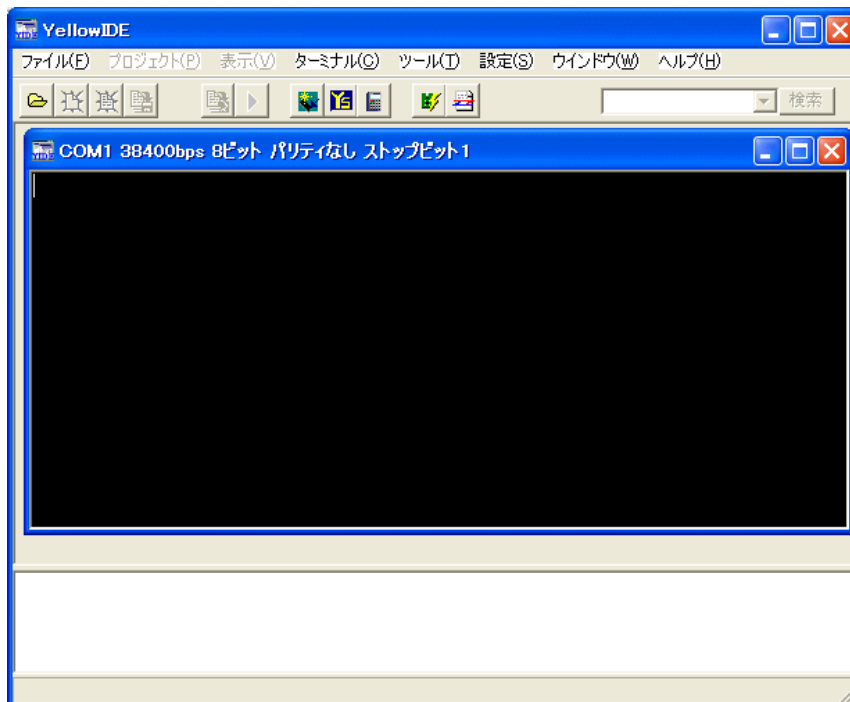 YellowIDE
ファイル(F) プロジェクト(P) 表示(V) ターミナル(C) ツール(T) 設定(S) ウインドウ(W) ヘルプ(H)
検索
COM1 38400bps 8ビット パリティなし ストップビット1